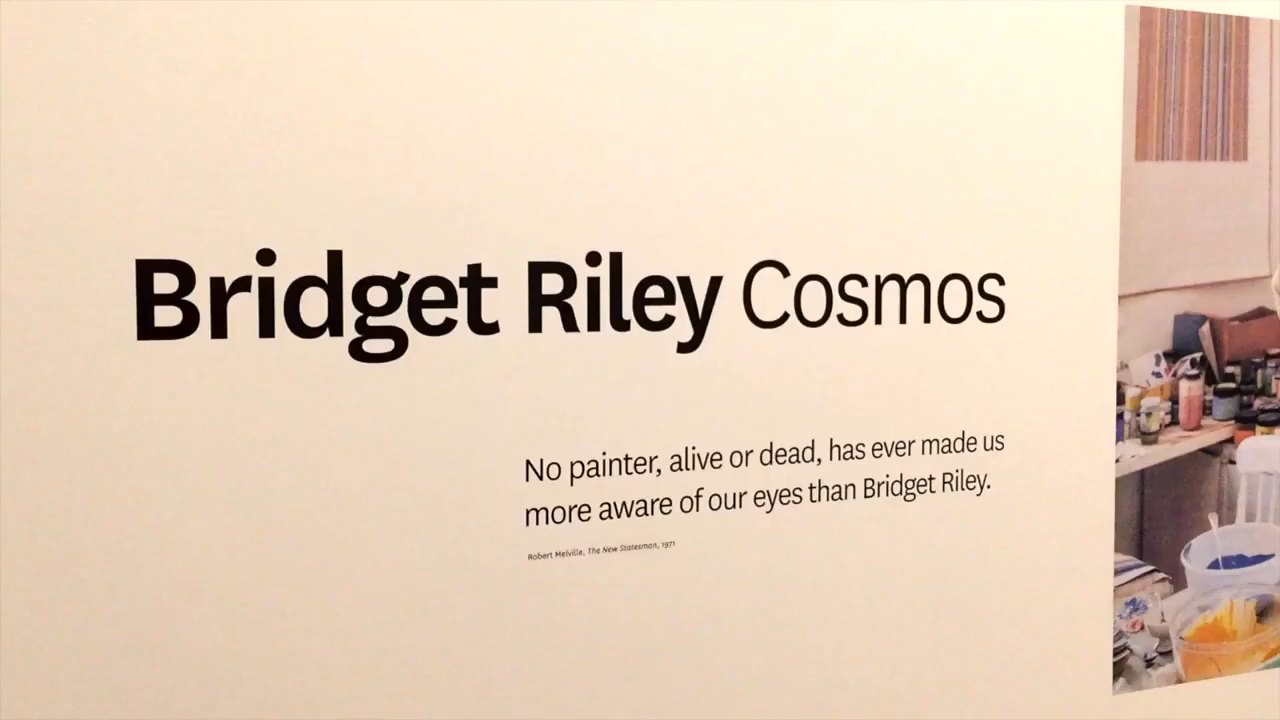 Bridget Riley Cosmos
No painter, alive or dead, has ever made us
more aware of our eyes than Bridget Riley.
Robert Melville, The New Statesman, 1971